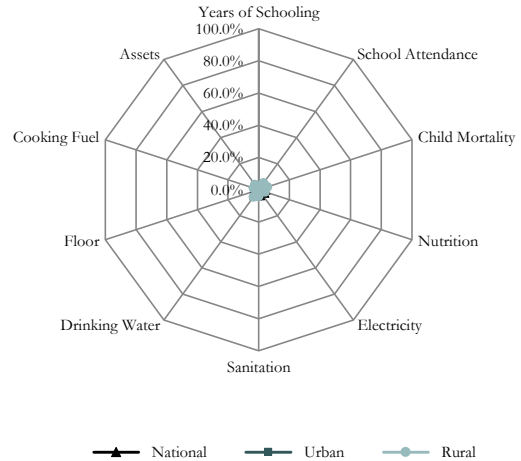 Years of Schooling
100.0%
Assets
School Attendance
80.0%
60.0%
40.0%
Cooking Fuel
Child Mortality
20.0%
0.0%
Floor
Nutrition
Drinking Water
Electricity
Sanitation
National Urban Rural